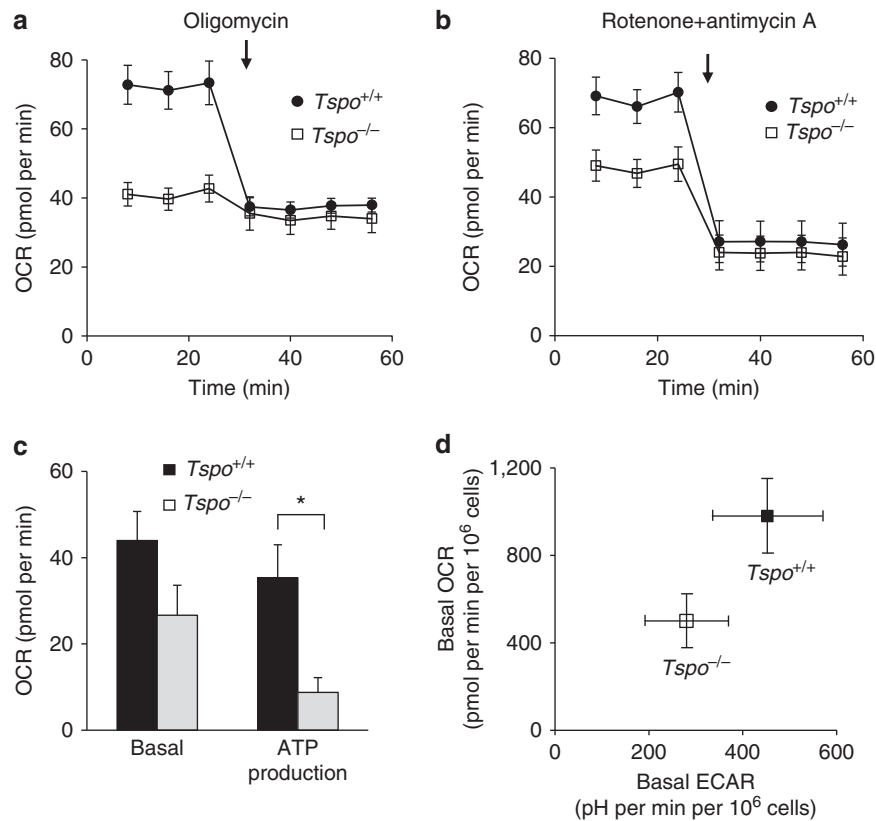 a
Oligomycin
80
60
40
20
0
OCR (pmol per min)
Tspo+/+
Tspo−/−
0 20 40 60
Time (min)
b
Rotenone+antimycin A
80
60
40
20
0
OCR (pmol per min)
Tspo+/+
Tspo−/−
0 20 40 60
Time (min)
c
60
40
20
0
OCR (pmol per min)
Tspo+/+
Tspo−/−
*
Basal
ATP
production
d
1,200
800
400
0
Basal OCR
(pmol per min per 10⁶ cells)
Tspo+/+
Tspo−/−
0 200 400 600
Basal ECAR
(pH per min per 10⁶ cells)